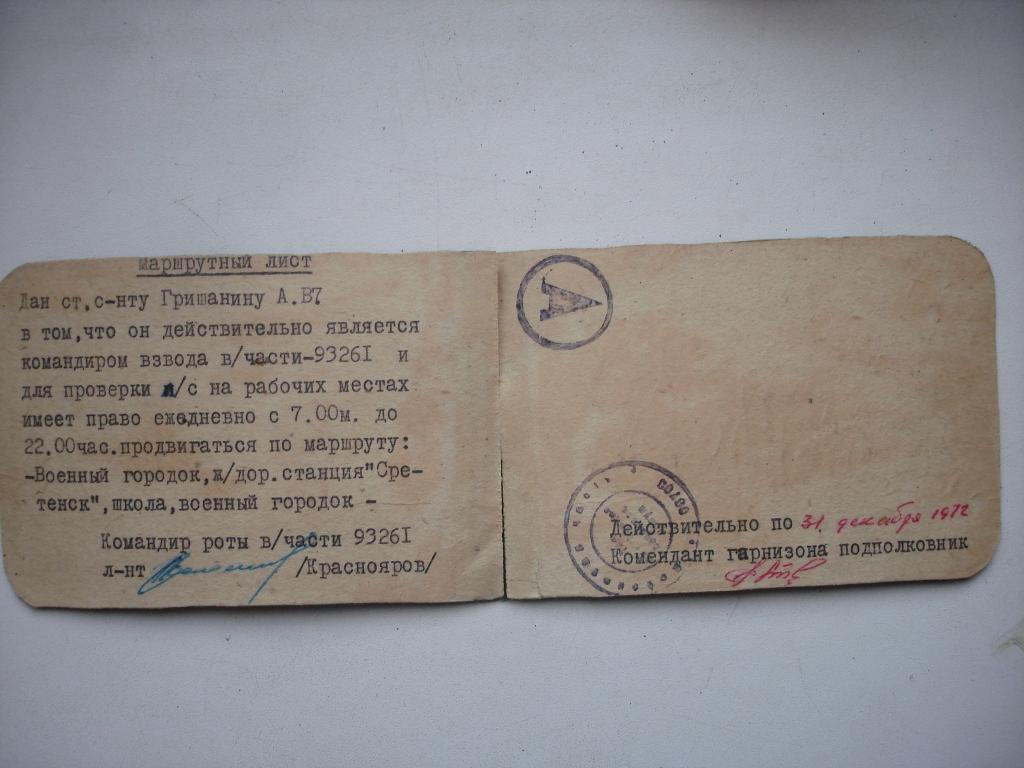 маршрутный лист
Дан ст.с-нту Гришанину А.В7
в том,что он действительно является
командиром взвода в/части-93261 и
для проверки л/с на рабочих местах
имеет право ежедневно с 7.00м. до
22.00час.продвигаться по маршруту:
-Военный городок,ж/дор.станция"Сре-
тенск",школа,военный городок -
Командир роты в/части 93261
л-нт /Краснояров/
А
Действительно по 31. декабря 1972
Комендант гарнизона подполковник